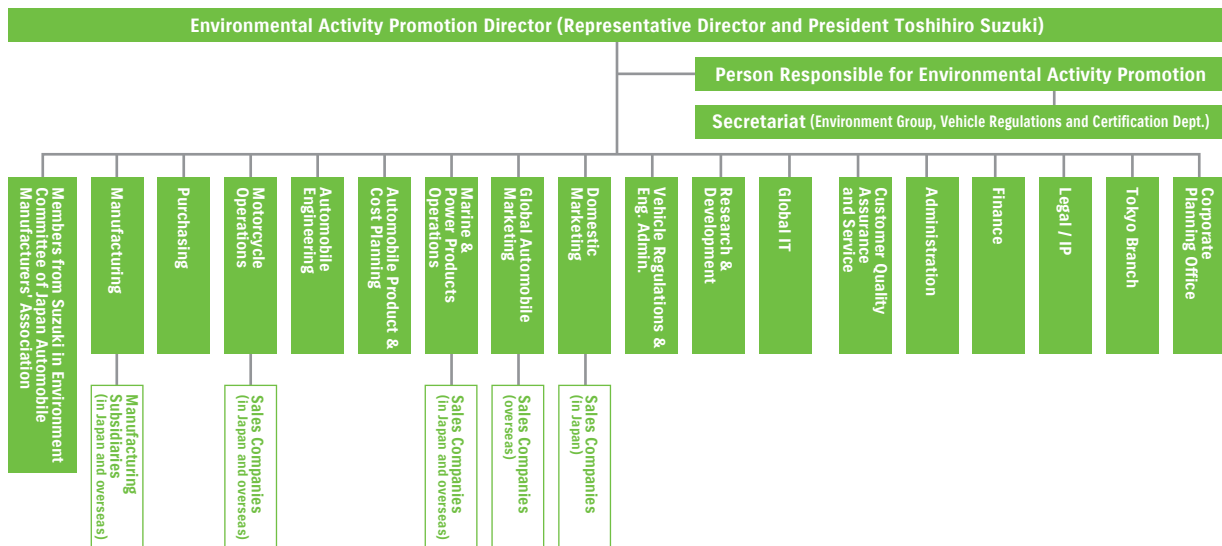 Environmental Activity Promotion Director (Representative Director and President Toshihiro Suzuki)
Person Responsible for Environmental Activity Promotion
Secretariat (Environment Group, Vehicle Regulations and Certification Dept.)
Members from Suzuki in Environment
Committee of Japan Automobile
Manufacturers' Association
Manufacturing
Purchasing
Motorcycle
Operations
Automobile
Engineering
Automobile Product &
Cost Planning
Marine &
Power Products
Operations
Global Automobile
Marketing
Domestic
Marketing
Vehicle Regulations &
Eng. Admin.
Research &
Development
Global IT
Customer Quality
Assurance
and Service
Administration
Finance
Legal / IP
Tokyo Branch
Corporate
Planning Office
Manufacturing
Subsidiaries
(in Japan and overseas)
Sales Companies
(in Japan and overseas)
Sales Companies
(in Japan and overseas)
Sales Companies
(overseas)
Sales Companies
(in Japan)